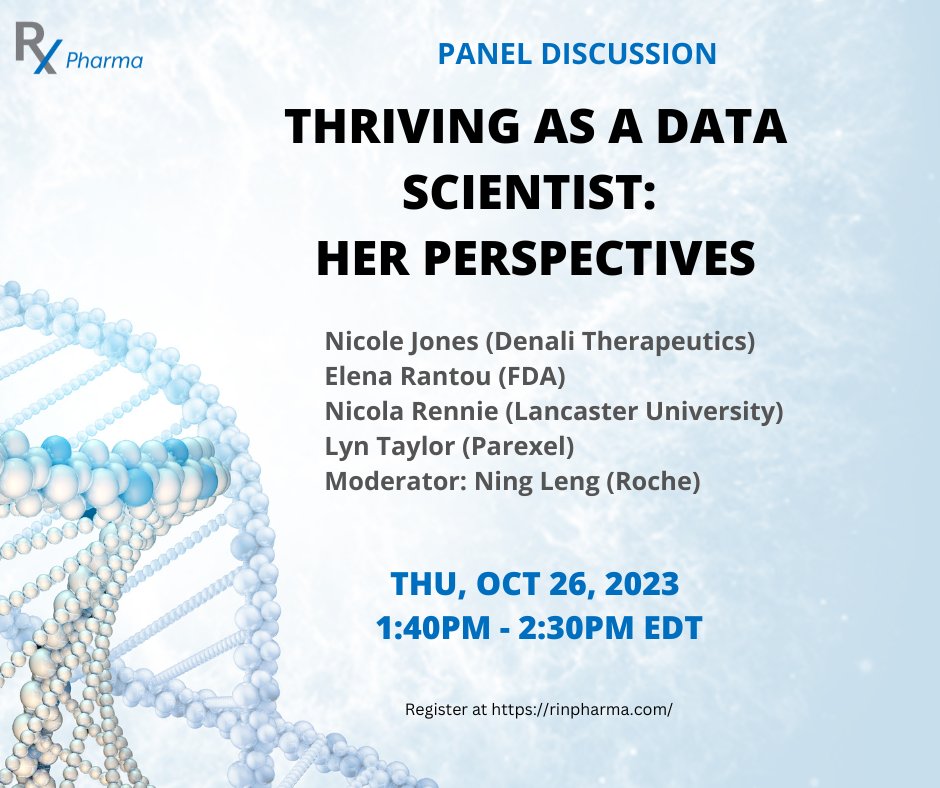 Rx Pharma
PANEL DISCUSSION
THRIVING AS A DATA
SCIENTIST:
HER PERSPECTIVES
Nicole Jones (Denali Therapeutics)
Elena Rantou (FDA)
Nicola Rennie (Lancaster University)
Lyn Taylor (Parexel)
Moderator: Ning Leng (Roche)
THU, OCT 26, 2023
1:40PM - 2:30PM EDT
Register at https://rinpharma.com/